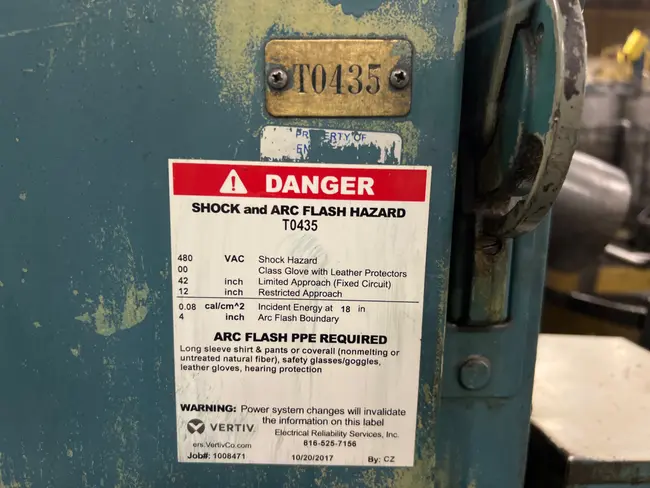 T0435
PROPERTY OF
DANGER
SHOCK and ARC FLASH HAZARD
T0435
480 VAC Shock Hazard
00 Class Glove with Leather Protectors
42 inch Limited Approach (Fixed Circuit)
12 inch Restricted Approach
0.08 cal/cm^2 Incident Energy at 18 in
4 inch Arc Flash Boundary
ARC FLASH PPE REQUIRED
Long sleeve shirt & pants or coverall (nonmelting or
untreated natural fiber), safety glasses/goggles,
leather gloves, hearing protection
WARNING: Power system changes will invalidate
the information on this label
VERTIV Electrical Reliability Services, Inc.
ers.VertivCo.com 816-525-7156
Job#: 1008471 10/20/2017 By: CZ